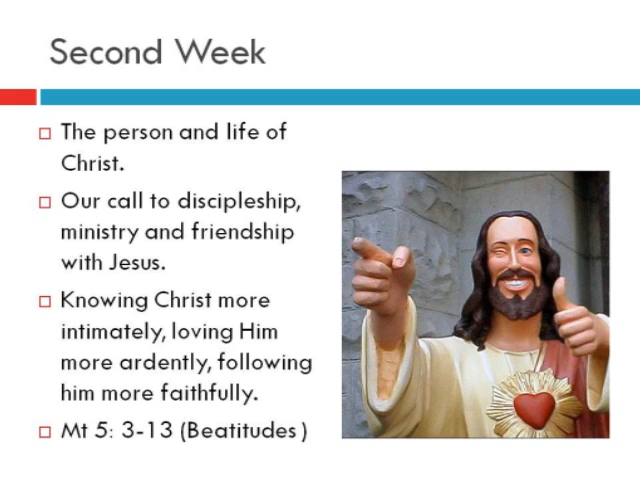 Second Week
The person and life of
Christ.
Our call to discipleship,
ministry and friendship
with Jesus.
Knowing Christ more
intimately, loving Him
more ardently, following
him more faithfully.
Mt 5: 3-13 (Beatitudes )